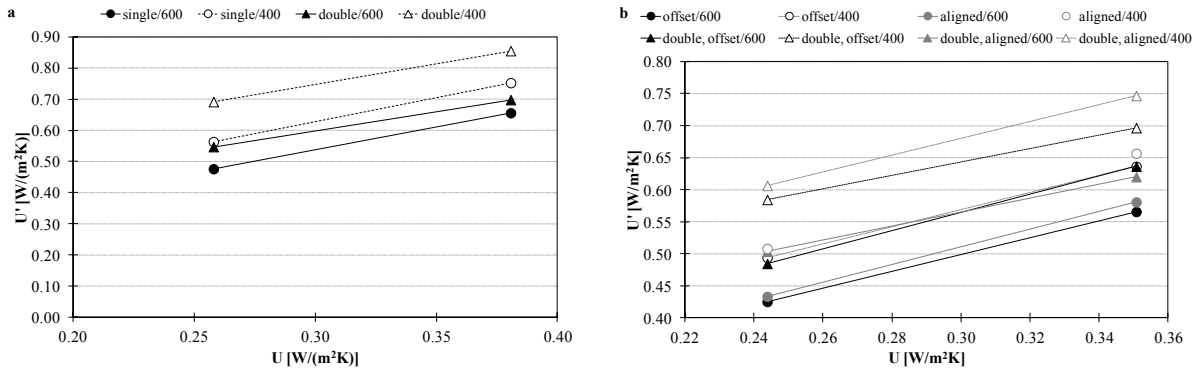 a
single/600 single/400 double/600 double/400
0.90
0.80
0.70
0.60
0.50
0.40
0.30
0.20
0.10
0.00
U' [W/(m²K)]
0.20 0.25 0.30 0.35 0.40
U [W/(m²K)]
b
offset/600 offset/400 aligned/600 aligned/400
double, offset/600 double, offset/400 double, aligned/600 double, aligned/400
0.80
0.75
0.70
0.65
0.60
0.55
0.50
0.45
0.40
U' [W/m²K]
0.22 0.24 0.26 0.28 0.30 0.32 0.34 0.36
U [W/m²K]